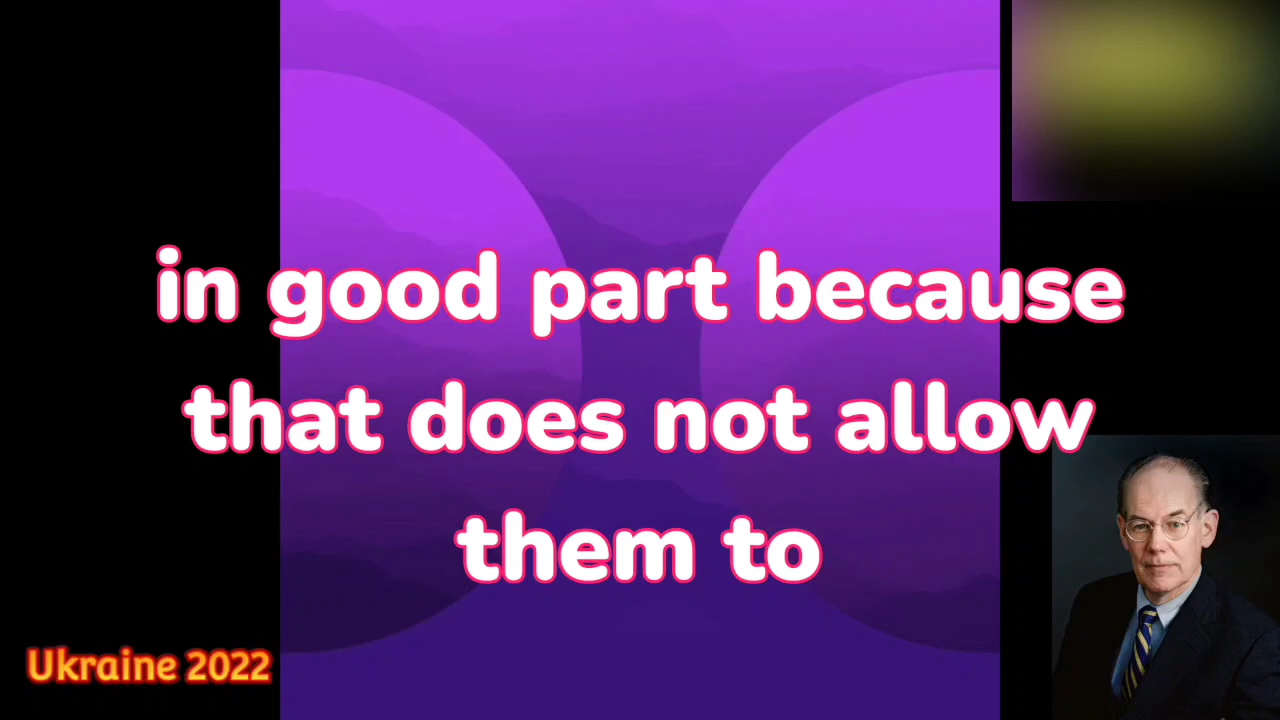 in good part because
that does not allow
them to
Ukraine 2022